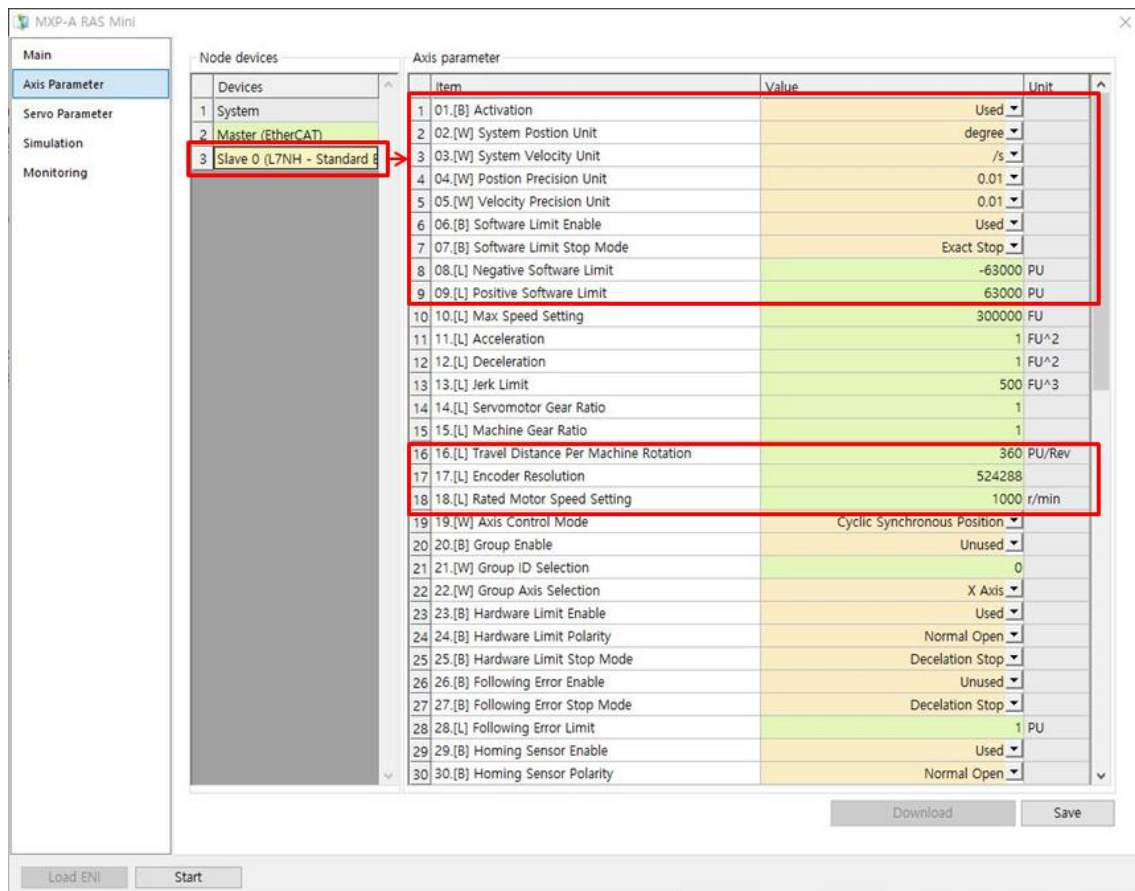 MXP-A RAS Mini
Main
Axis Parameter
Servo Parameter
Simulation
Monitoring
Node devices
Devices
1 System
2 Master (EtherCAT)
3 Slave 0 (L7NH - Standard E
Axis parameter
Item Value Unit
1 01.[B] Activation Used
2 02.[W] System Postion Unit degree
3 03.[W] System Velocity Unit /s
4 04.[W] Postion Precision Unit 0.01
5 05.[W] Velocity Precision Unit 0.01
6 06.[B] Software Limit Enable Used
7 07.[B] Software Limit Stop Mode Exact Stop
8 08.[L] Negative Software Limit -63000 PU
9 09.[L] Positive Software Limit 63000 PU
10 10.[L] Max Speed Setting 300000 FU
11 11.[L] Acceleration 1 FU^2
12 12.[L] Deceleration 1 FU^2
13 13.[L] Jerk Limit 500 FU^3
14 14.[L] Servomotor Gear Ratio 1
15 15.[L] Machine Gear Ratio 1
16 16.[L] Travel Distance Per Machine Rotation 360 PU/Rev
17 17.[L] Encoder Resolution 524288
18 18.[L] Rated Motor Speed Setting 1000 r/min
19 19.[W] Axis Control Mode Cyclic Synchronous Position
20 20.[B] Group Enable Unused
21 21.[W] Group ID Selection 0
22 22.[W] Group Axis Selection X Axis
23 23.[B] Hardware Limit Enable Used
24 24.[B] Hardware Limit Polarity Normal Open
25 25.[B] Hardware Limit Stop Mode Decelation Stop
26 26.[B] Following Error Enable Unused
27 27.[B] Following Error Stop Mode Decelation Stop
28 28.[L] Following Error Limit 1 PU
29 29.[B] Homing Sensor Enable Used
30 30.[B] Homing Sensor Polarity Normal Open
Download Save
Load ENI Start